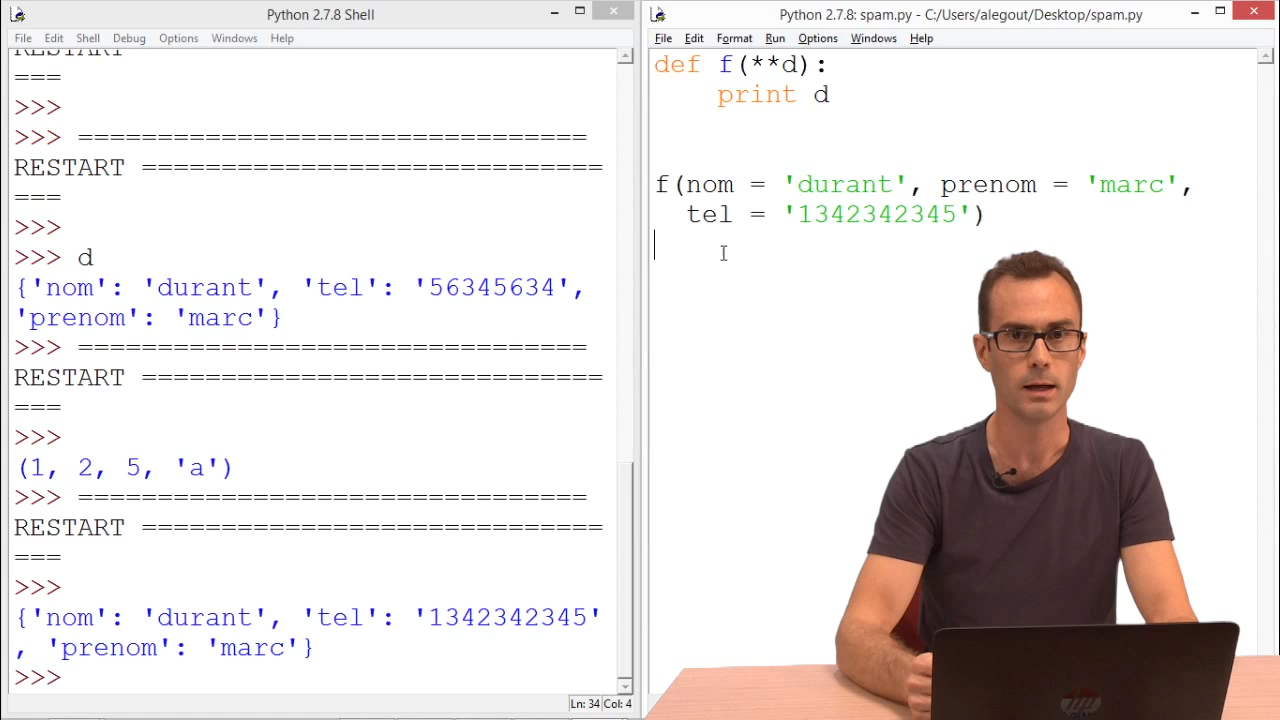 Python 2.7.8 Shell
File Edit Shell Debug Options Windows Help
RESTART
===
>>>
>>> ================================
RESTART =============================
===
>>>
>>> d
{'nom': 'durant', 'tel': '56345634',
'prenom': 'marc'}
>>> ================================
RESTART =============================
===
>>>
(1, 2, 5, 'a')
>>> ================================
RESTART =============================
===
>>>
{'nom': 'durant', 'tel': '1342342345'
, 'prenom': 'marc'}
>>>
Ln: 34 Col: 4
Python 2.7.8: spam.py - C:/Users/alegout/Desktop/spam.py
File Edit Format Run Options Windows Help
def f(**d):
    print d
f(nom = 'durant', prenom = 'marc',
  tel = '1342342345')